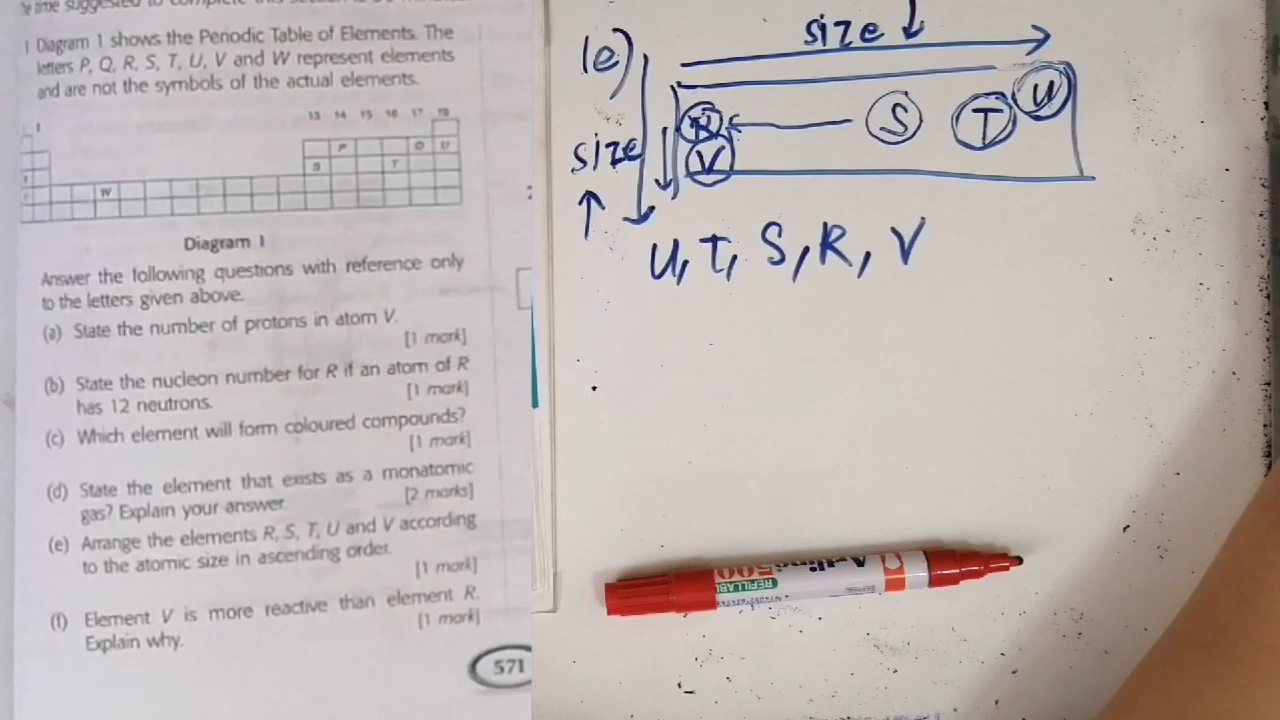 1 Diagram 1 shows the Periodic Table of Elements. The
letters P, Q, R, S, T, U, V and W represent elements
and are not the symbols of the actual elements.
1
13 14 15 16 17 18
P Q U
S T
W
Diagram 1
Answer the following questions with reference only
to the letters given above.
(a) State the number of protons in atom V.
[1 mark]
(b) State the nucleon number for R if an atom of R
has 12 neutrons.
[1 mark]
(c) Which element will form coloured compounds?
[1 mark]
(d) State the element that exists as a monatomic
gas? Explain your answer.
[2 marks]
(e) Arrange the elements R, S, T, U and V according
to the atomic size in ascending order.
[1 mark]
(f) Element V is more reactive than element R.
Explain why.
[1 mark]
571
1e)
size ↓
size ↑
R S T U
V
U, T, S, R, V
Artline
500
REFILLABLE